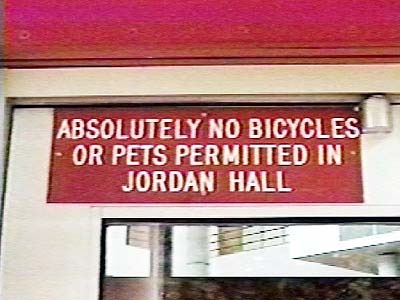 ABSOLUTELY NO BICYCLES
OR PETS PERMITTED IN
JORDAN HALL